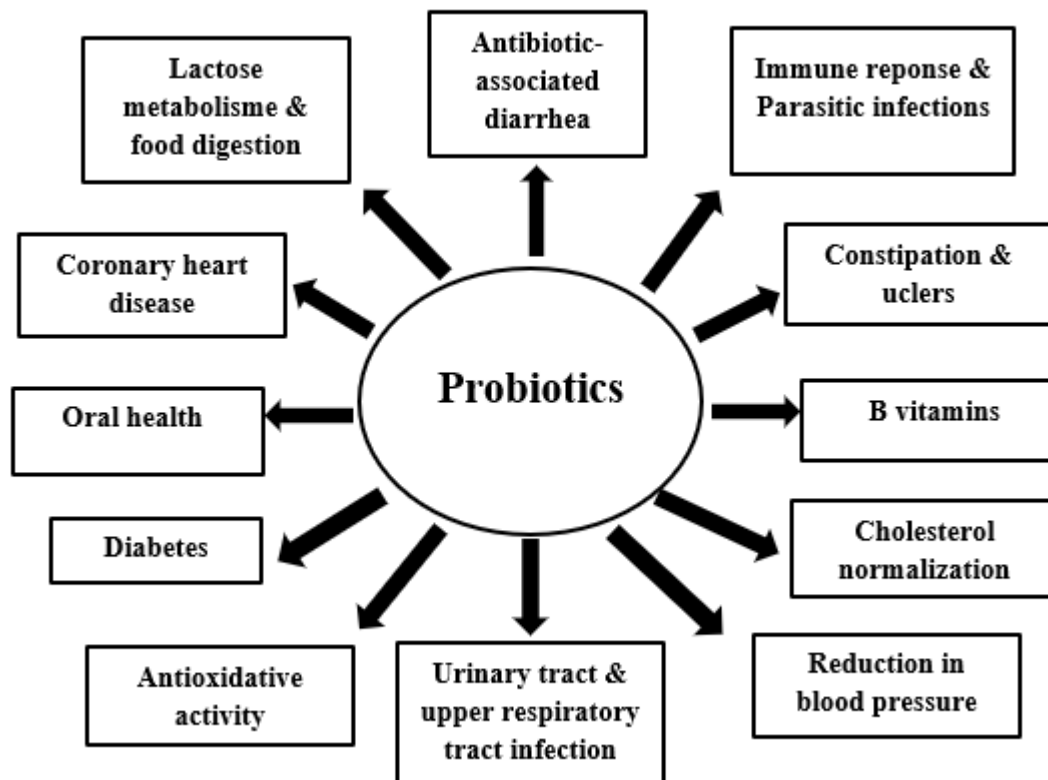 Antibiotic-
associated
diarrhea
Lactose
metabolisme &
food digestion
Immune reponse &
Parasitic infections
Coronary heart
disease
Constipation &
uclers
Probiotics
Oral health
B vitamins
Diabetes
Cholesterol
normalization
Antioxidative
activity
Urinary tract &
upper respiratory
tract infection
Reduction in
blood pressure